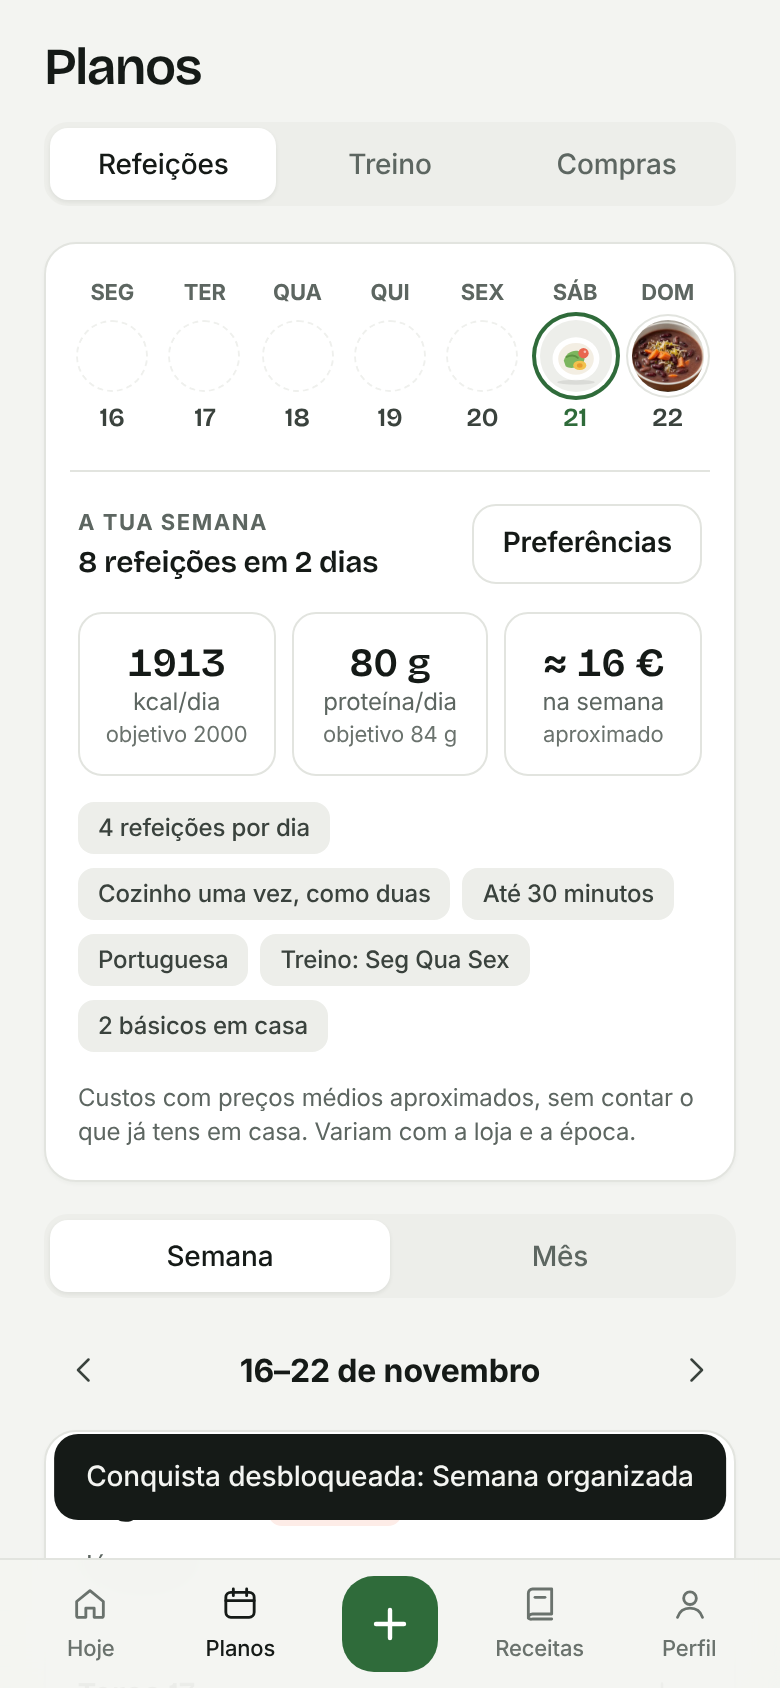 Planos
Refeições Treino Compras
SEG TER QUA QUI SEX SÁB DOM
16 17 18 19 20 21 22
A TUA SEMANA
8 refeições em 2 dias
Preferências
1913 80 g ≈ 16 €
kcal/dia proteína/dia na semana
objetivo 2000 objetivo 84 g aproximado
4 refeições por dia
Cozinho uma vez, como duas Até 30 minutos
Portuguesa Treino: Seg Qua Sex
2 básicos em casa
Custos com preços médios aproximados, sem contar o
que já tens em casa. Variam com a loja e a época.
Semana Mês
16–22 de novembro
Conquista desbloqueada: Semana organizada
Hoje Planos Receitas Perfil